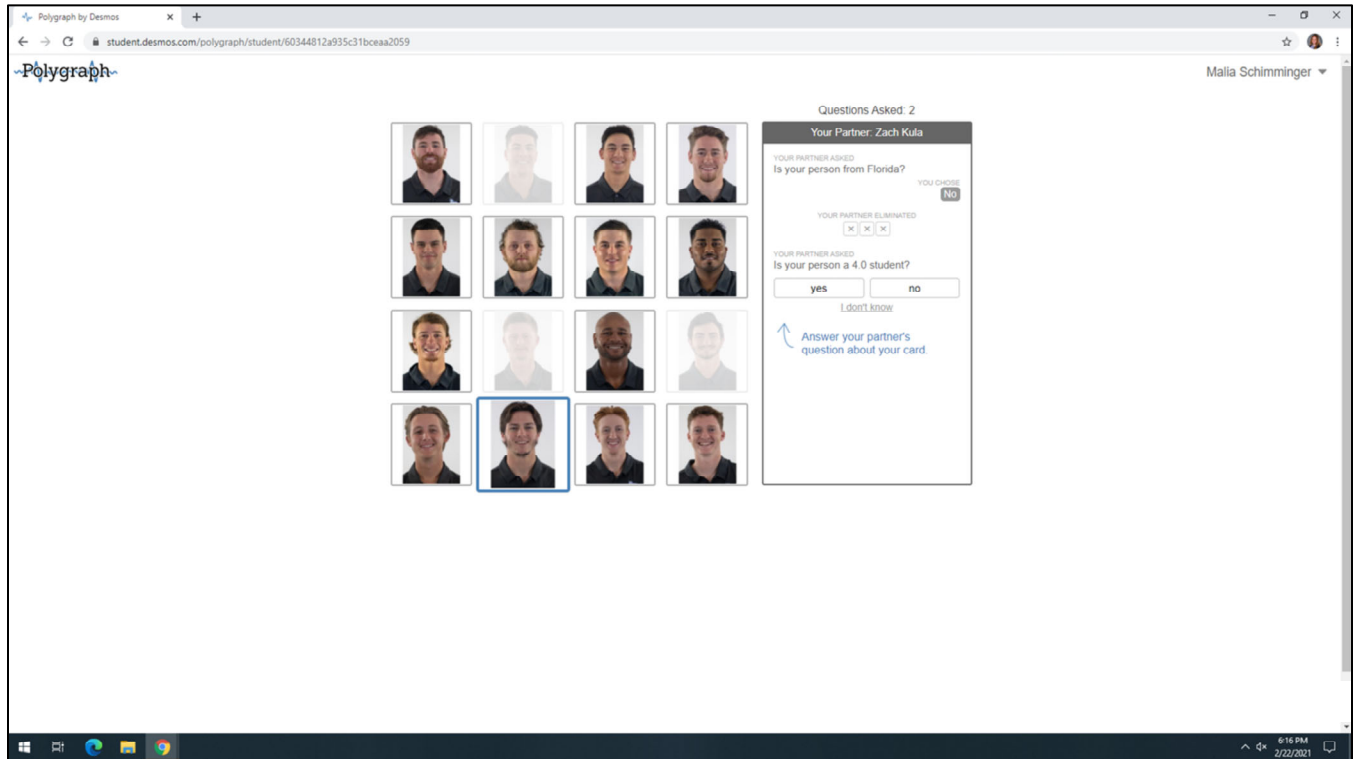 Polygraph by Desmos
student.desmos.com/polygraph/student/60344812a935c31bceaa2059
Polygraph
Malia Schimminger
Questions Asked: 2
Your Partner: Zach Kula
YOUR PARTNER ASKED
Is your person from Florida?
YOU CHOSE
No
YOUR PARTNER ELIMINATED
YOUR PARTNER ASKED
Is your person a 4.0 student?
yes no
I don't know
Answer your partner's
question about your card.
6:16 PM
2/22/2021